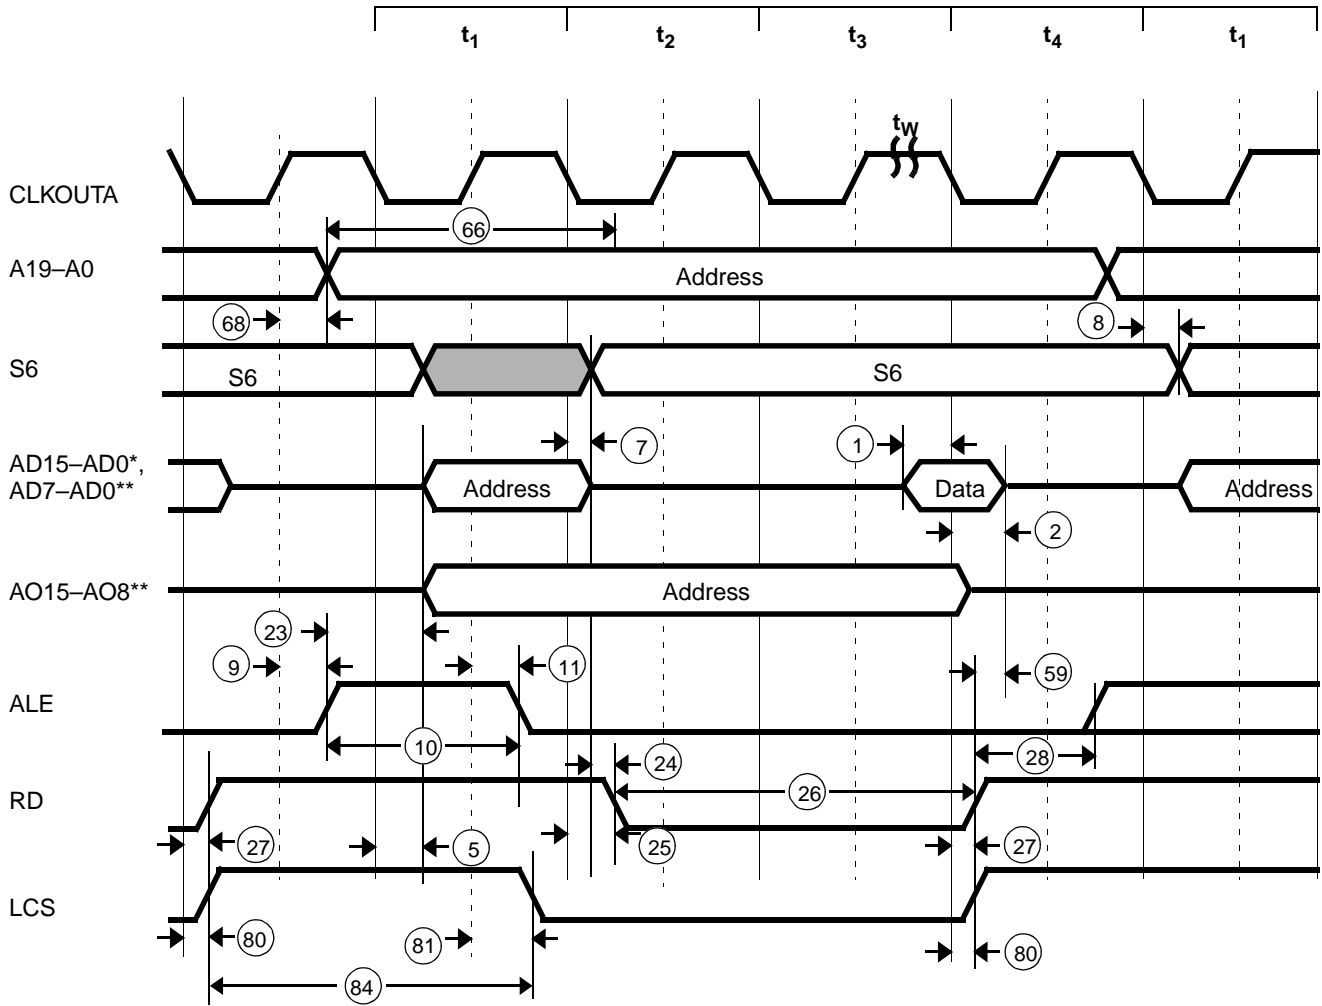 t1 t2 t3 t4 t1
tW
CLKOUTA
66
A19–A0 Address
68 8
S6 S6 S6
7 1
AD15–AD0*,
AD7–AD0** Address Data Address
2
AO15–AO8** Address
23
9 11 59
ALE
10 28
24
RD 26
27 5 25 27
LCS
80 81 80
84